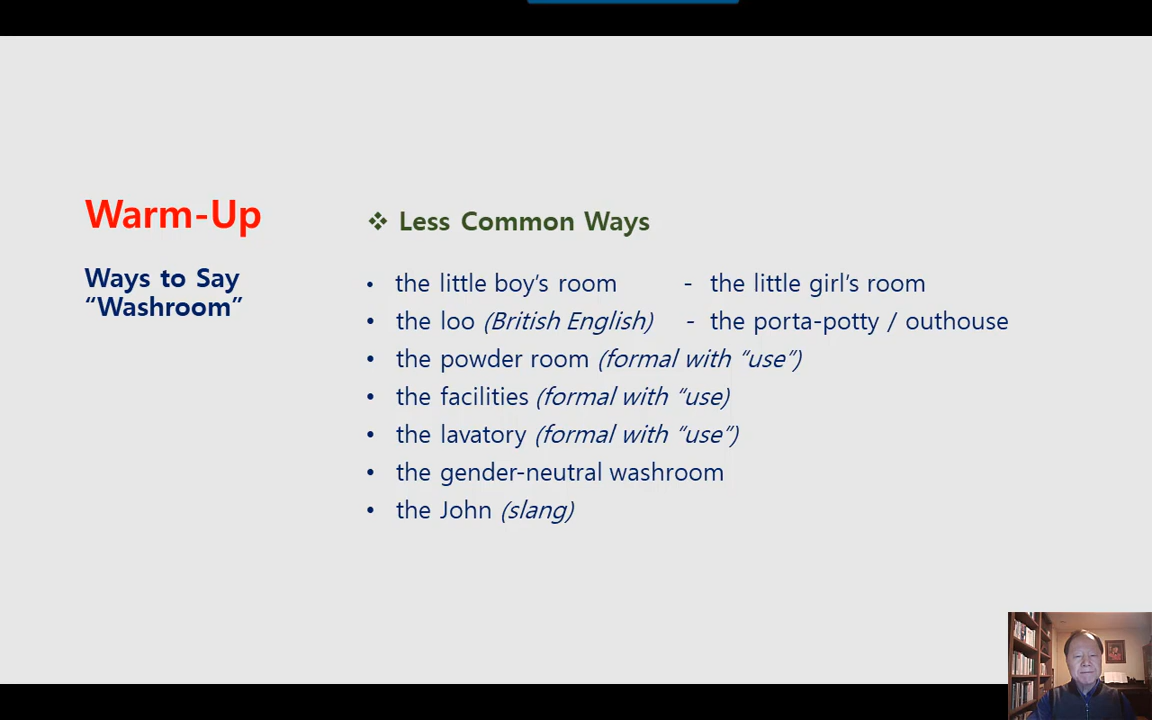 Warm-Up
Ways to Say
“Washroom”
❖ Less Common Ways
• the little boy’s room - the little girl’s room
• the loo (British English) - the porta-potty / outhouse
• the powder room (formal with “use”)
• the facilities (formal with “use)
• the lavatory (formal with “use”)
• the gender-neutral washroom
• the John (slang)